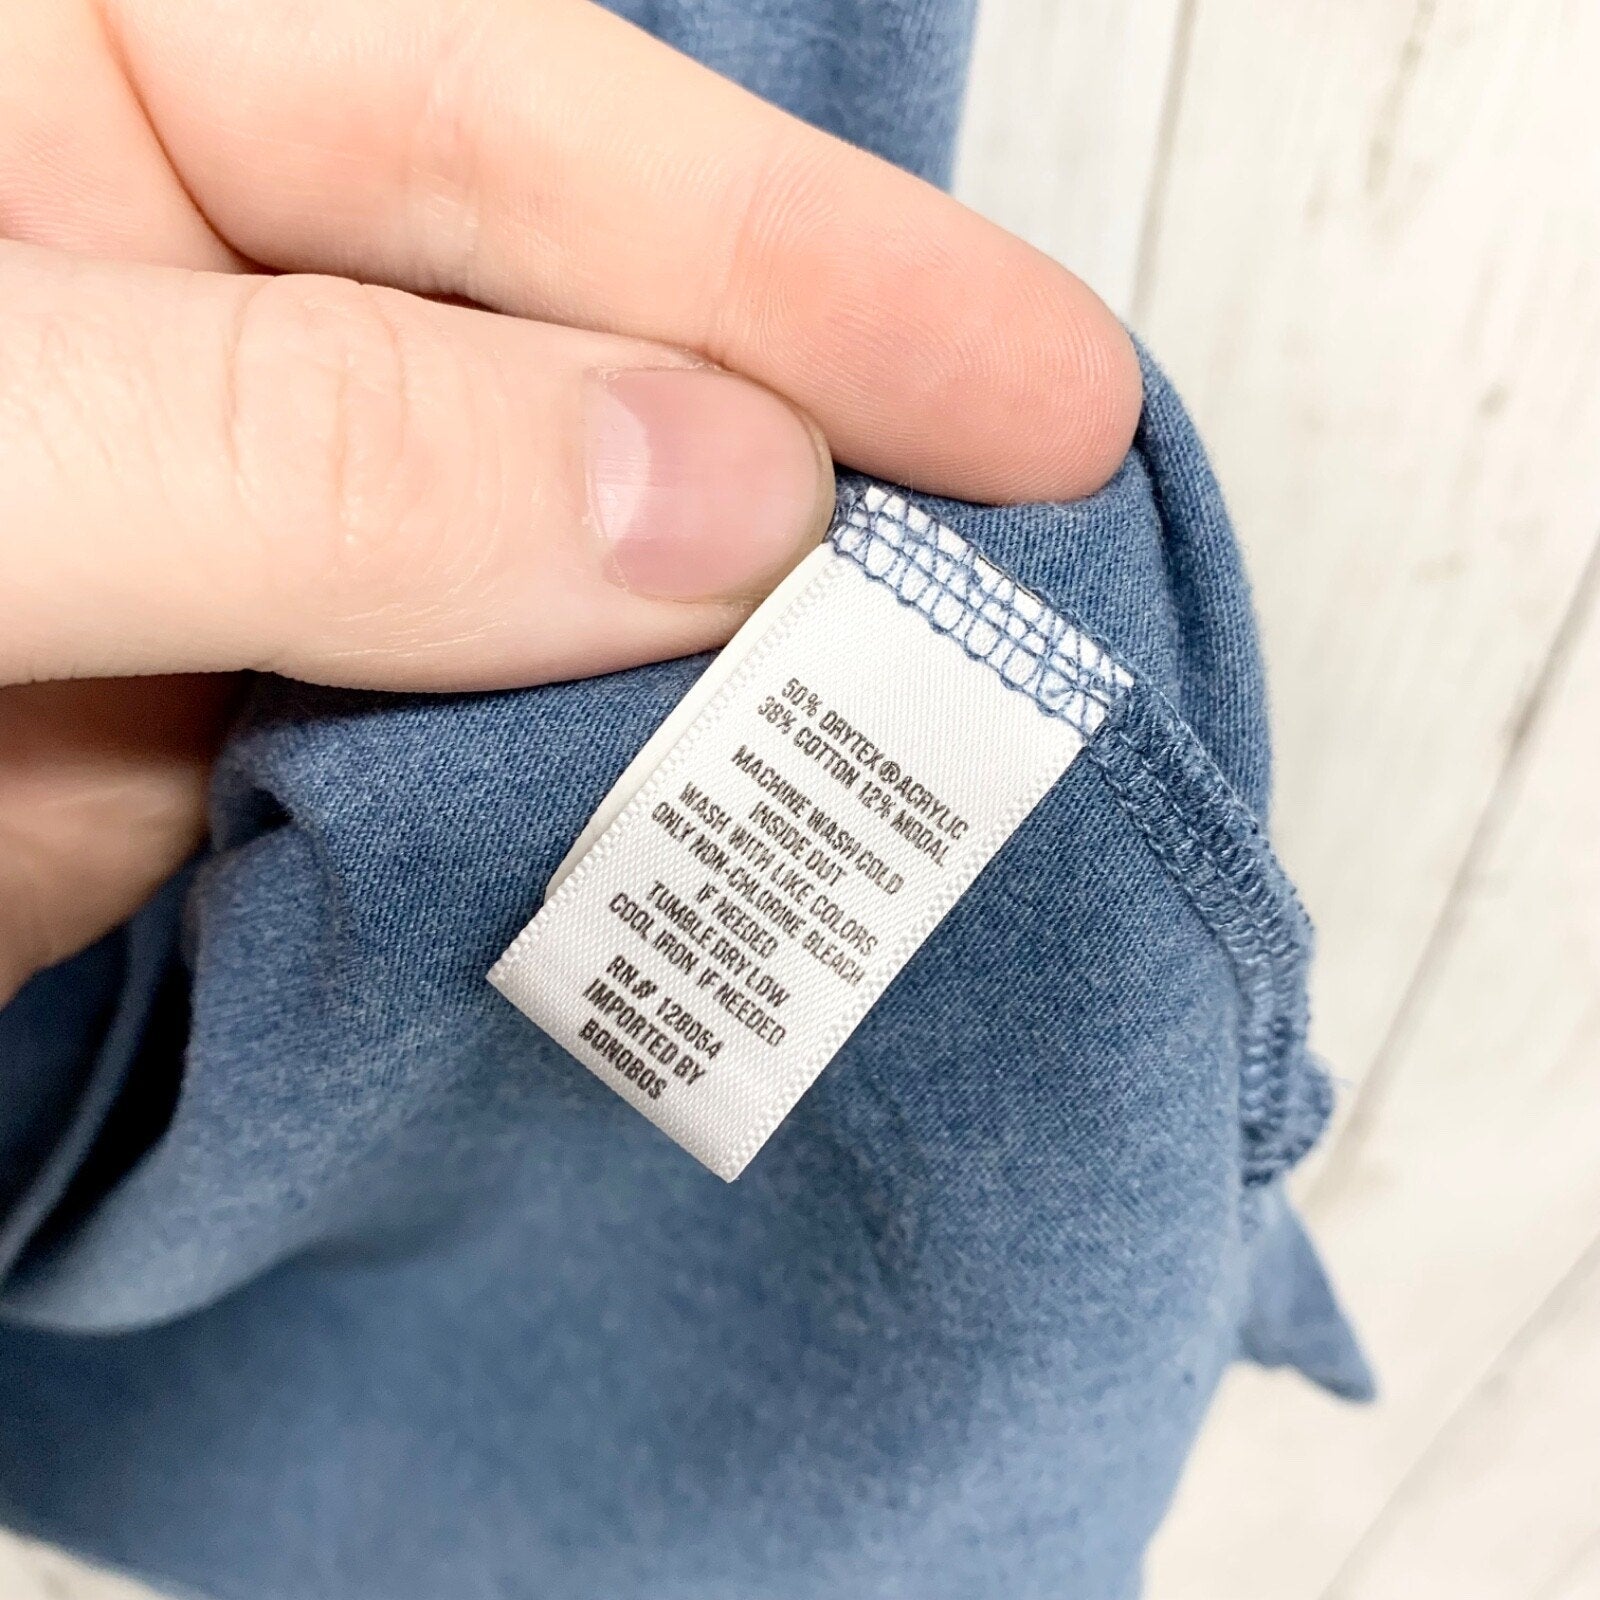 50% DRYTEX®ACRYLIC
38% COTTON 12% MODAL
MACHINE WASH COLD
INSIDE OUT
WASH WITH LIKE COLORS
ONLY NON-CHLORINE BLEACH
IF NEEDED
TUMBLE DRY LOW
COOL IRON IF NEEDED
RN# 128064
IMPORTED BY
BONOBOS